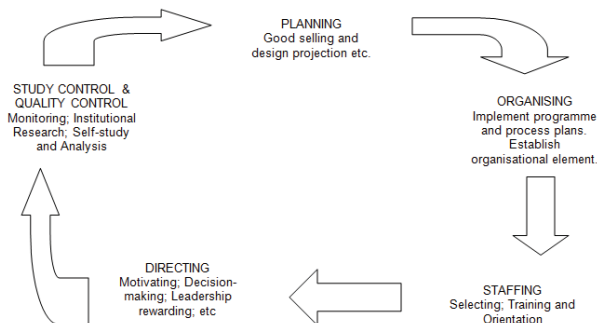 PLANNING
Good selling and
design projection etc.
ORGANISING
Implement programme
and process plans.
Establish
organisational element.
STAFFING
Selecting; Training and
Orientation
DIRECTING
Motivating; Decision-
making; Leadership
rewarding; etc
STUDY CONTROL &
QUALITY CONTROL
Monitoring; Institutional
Research; Self-study
and Analysis